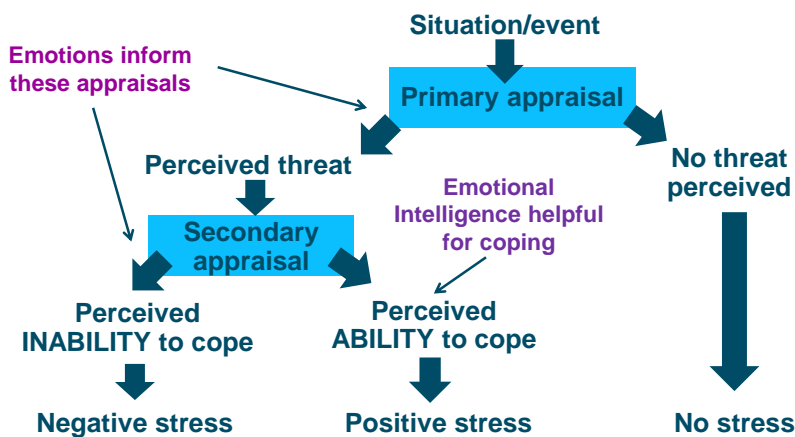 Situation/event
Emotions inform
these appraisals
Primary appraisal
Perceived threat
No threat
perceived
Emotional
Intelligence helpful
for coping
Secondary
appraisal
Perceived
INABILITY to cope
Perceived
ABILITY to cope
Negative stress
Positive stress
No stress